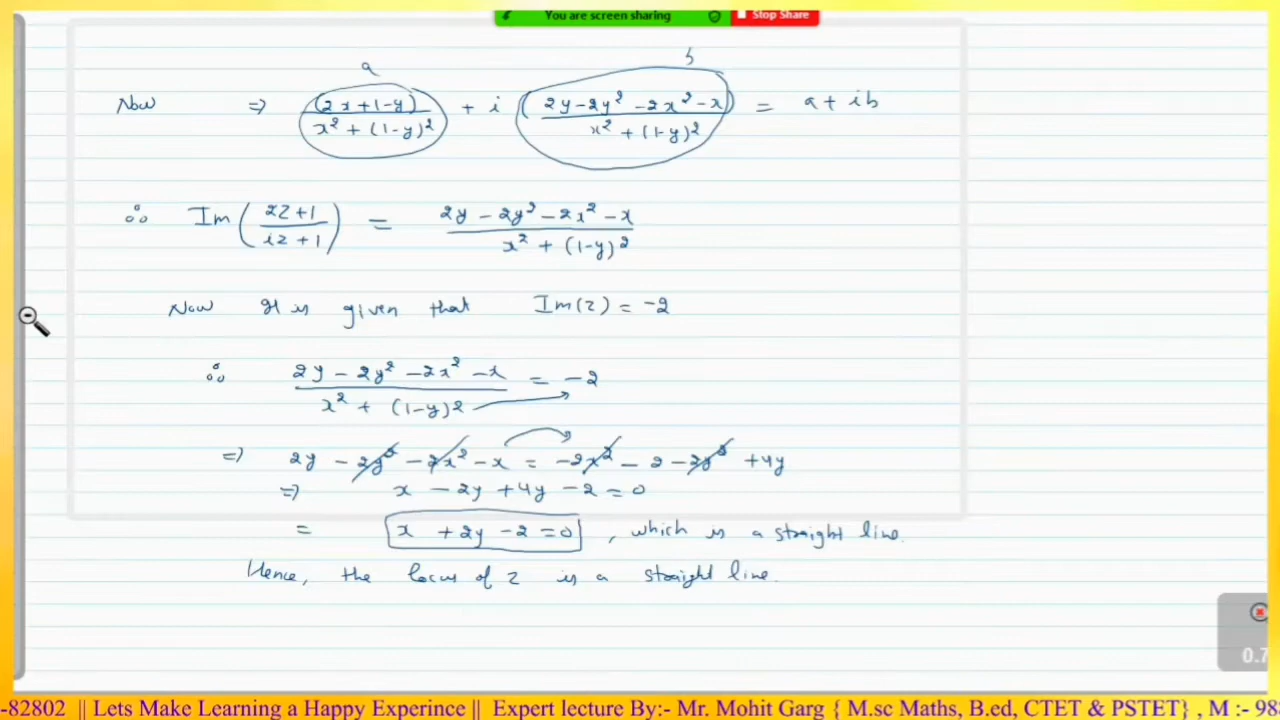 You are screen sharing Stop Share
a b
Now ⇒ (2x+1-y) / x² + (1-y)² + i (2y-2y²-2x²-x) / x² + (1-y)² = a + ib
∴ Im (2Z+1 / iz+1) = 2y - 2y² - 2x² - x / x² + (1-y)²
Now It is given that Im(z) = -2
∴ 2y - 2y² - 2x² - x / x² + (1-y)² = -2
⇒ 2y - 2y² - 2x² - x = -2x² - 2 - 2y² + 4y
⇒ x - 2y + 4y - 2 = 0
= x + 2y - 2 = 0 , which is a straight line.
Hence, the locus of z is a straight line.
0.7
-82802 || Lets Make Learning a Happy Experince || Expert lecture By:- Mr. Mohit Garg { M.sc Maths, B.ed, CTET & PSTET} , M :- 98